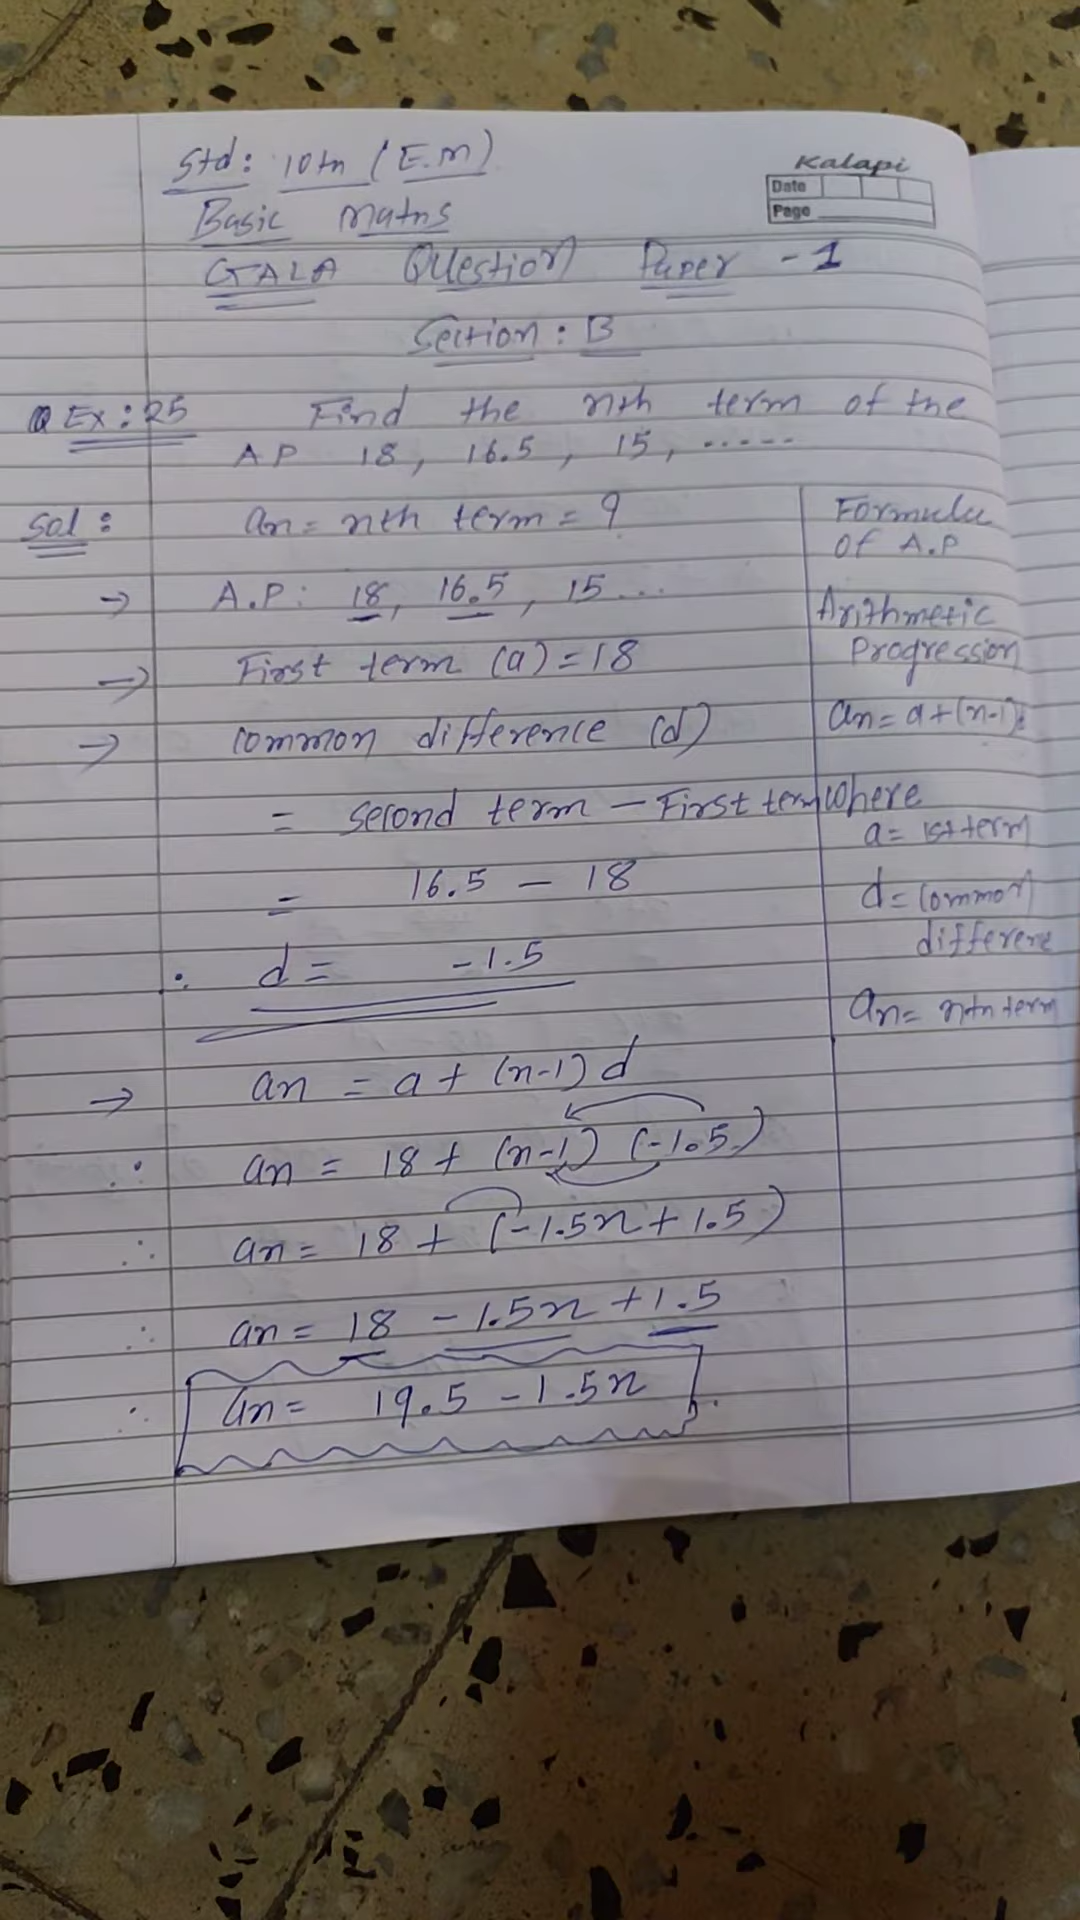 Std: 10th (E.M)
Kalapi
Date
Page
Basic Maths
GALA Question Paper - 1
Section: B
Ex: 25 Find the nth term of the
A P 18, 16.5, 15, .....
Sol: an = nth term = ?
→ A.P: 18, 16.5, 15...
→ First term (a) = 18
→ Common difference (d)
= Second term - First term
= 16.5 - 18
∴ d = -1.5
→ an = a + (n-1) d
∴ an = 18 + (n-1) (-1.5)
∴ an = 18 + (-1.5n + 1.5)
∴ an = 18 - 1.5n + 1.5
∴ an = 19.5 - 1.5n
Formula
of A.P
Arithmetic
Progression
an = a + (n-1)
Where
a = 1st term
d = Common
different
an = nth term